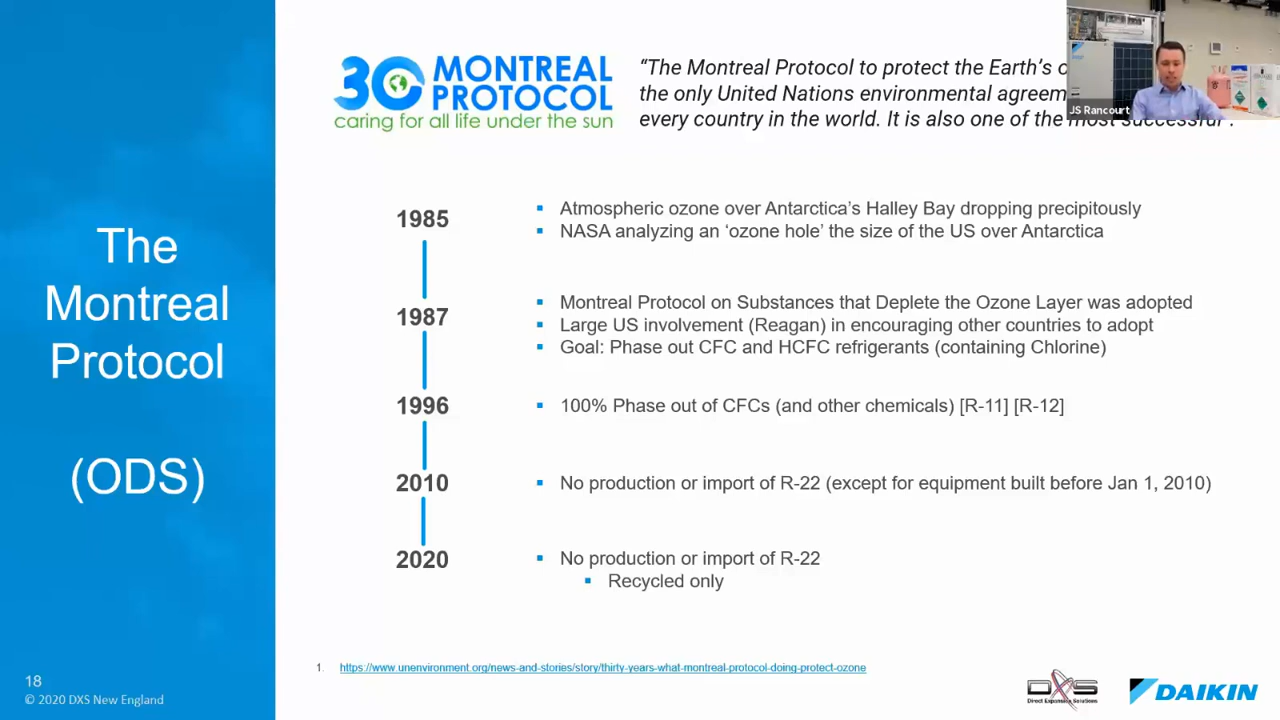 The
Montreal
Protocol
(ODS)
30 MONTREAL
PROTOCOL
caring for all life under the sun
“The Montreal Protocol to protect the Earth’s
the only United Nations environmental
every country in the world. It is also one of the most successful”.
JS Rancourt
1985
▪ Atmospheric ozone over Antarctica’s Halley Bay dropping precipitously
▪ NASA analyzing an ‘ozone hole’ the size of the US over Antarctica
1987
▪ Montreal Protocol on Substances that Deplete the Ozone Layer was adopted
▪ Large US involvement (Reagan) in encouraging other countries to adopt
▪ Goal: Phase out CFC and HCFC refrigerants (containing Chlorine)
1996
▪ 100% Phase out of CFCs (and other chemicals) [R-11] [R-12]
2010
▪ No production or import of R-22 (except for equipment built before Jan 1, 2010)
2020
▪ No production or import of R-22
▪ Recycled only
1. https://www.unenvironment.org/news-and-stories/story/thirty-years-what-montreal-protocol-doing-protect-ozone
18
© 2020 DXS New England
DXS
Direct Expansion Solutions
DAIKIN